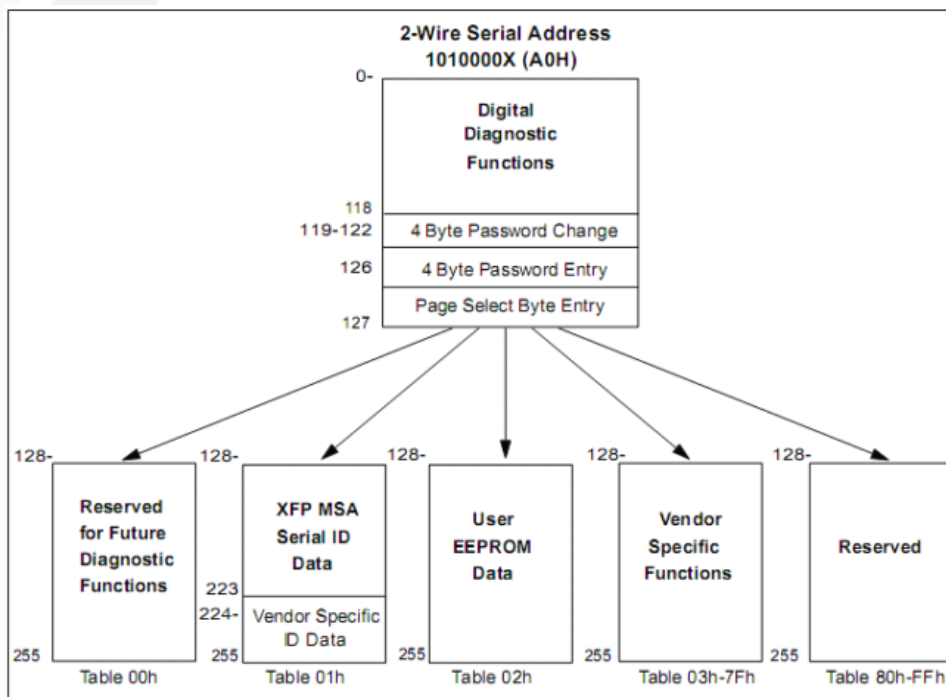 2-Wire Serial Address
1010000X (A0H)
0-
Digital
Diagnostic
Functions
118
119-122 4 Byte Password Change
126 4 Byte Password Entry
Page Select Byte Entry
127
128- 128- 128- 128- 128-
Reserved
for Future
Diagnostic
Functions
XFP MSA
Serial ID
Data
User
EEPROM
Data
Vendor
Specific
Functions
Reserved
223
224- Vendor Specific
ID Data
255 255 255 255 255
Table 00h Table 01h Table 02h Table 03h-7Fh Table 80h-FFh